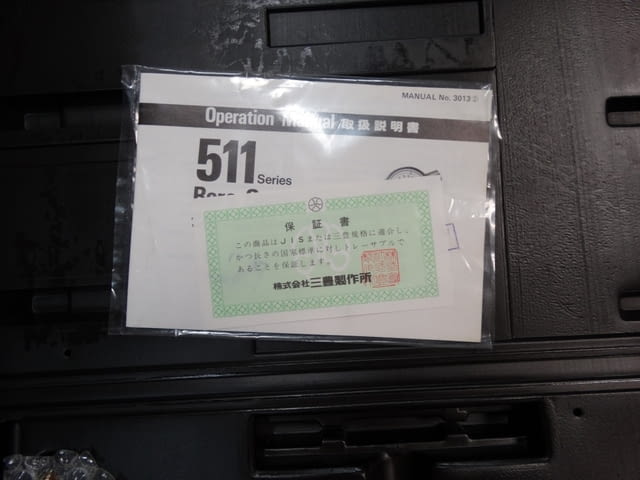 MANUAL No. 3013
Operation Manual/取扱説明書
511 Series
Bore
保証書
この商品はJISまたは三豊規格に適合し、
かつ長さの国家標準に対しトレーサブルで
あることを保証します。
株式会社三豊製作所